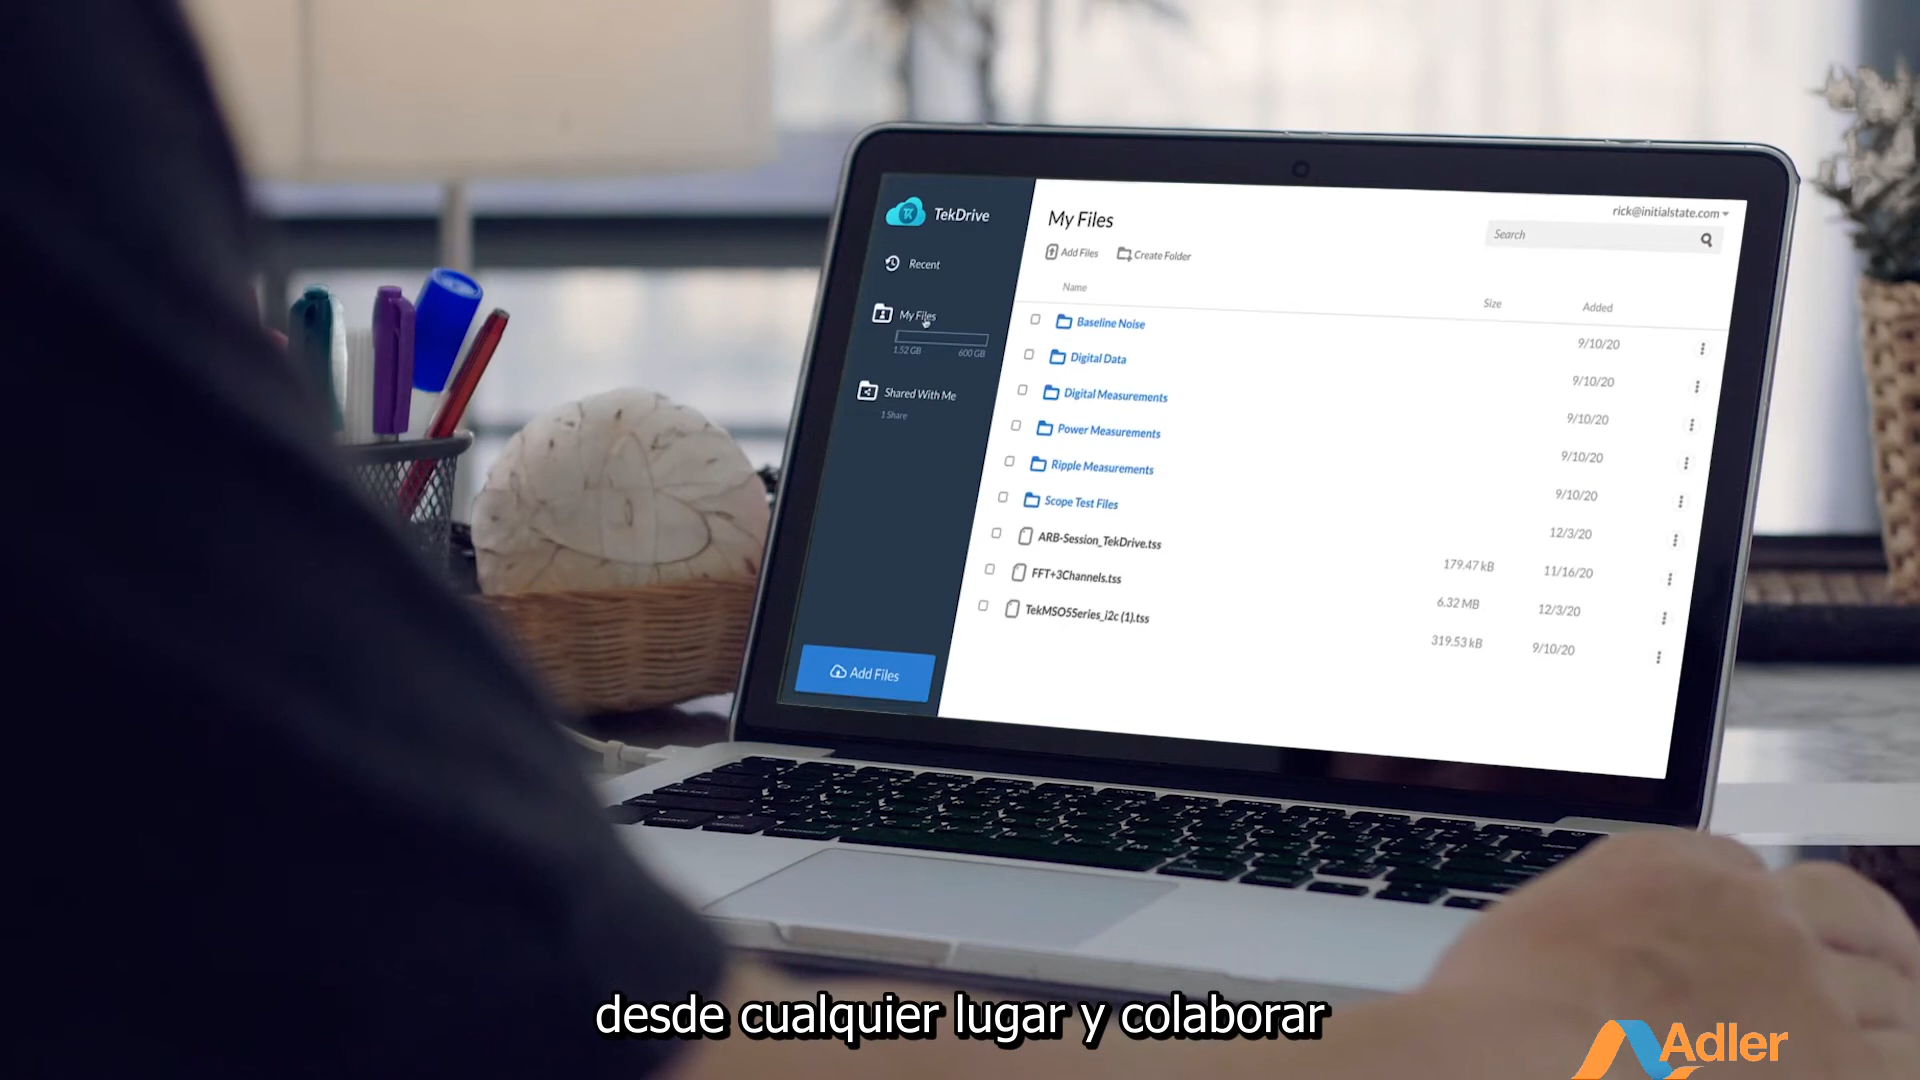 TekDrive
Recent
My Files
1.52 GB 600 GB
Shared With Me
1 Share
Add Files
My Files
rick@initialstate.com
Search
Add Files Create Folder
Name Size Added
Baseline Noise 9/10/20
Digital Data 9/10/20
Digital Measurements 9/10/20
Power Measurements 9/10/20
Ripple Measurements 9/10/20
Scope Test Files 12/3/20
ARB-Session_TekDrive.tss 179.47 kB 11/16/20
FFT+3Channels.tss 6.32 MB 12/3/20
TekMSO5Series_i2c (1).tss 319.53 kB 9/10/20
desde cualquier lugar y colaborar
Adler